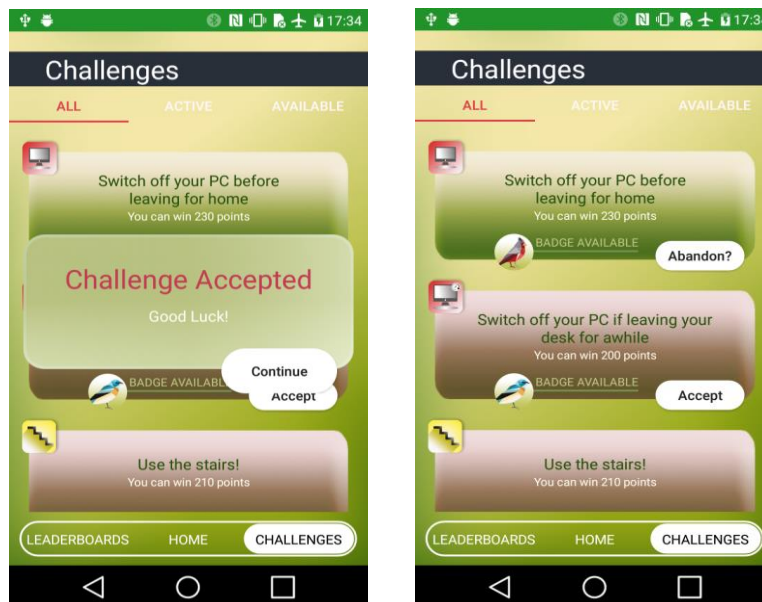 17:34
Challenges
ALL ACTIVE AVAILABLE
Switch off your PC before
leaving for home
You can win 230 points
Challenge Accepted
Good Luck!
Continue
BADGE AVAILABL
Accept
Use the stairs!
You can win 210 points
LEADERBOARDS HOME CHALLENGES
17:34
Challenges
ALL ACTIVE AVAILABLE
Switch off your PC before
leaving for home
You can win 230 points
BADGE AVAILABLE
Abandon?
Switch off your PC if leaving your
desk for awhile
You can win 200 points
BADGE AVAILABLE
Accept
Use the stairs!
You can win 210 points
LEADERBOARDS HOME CHALLENGES